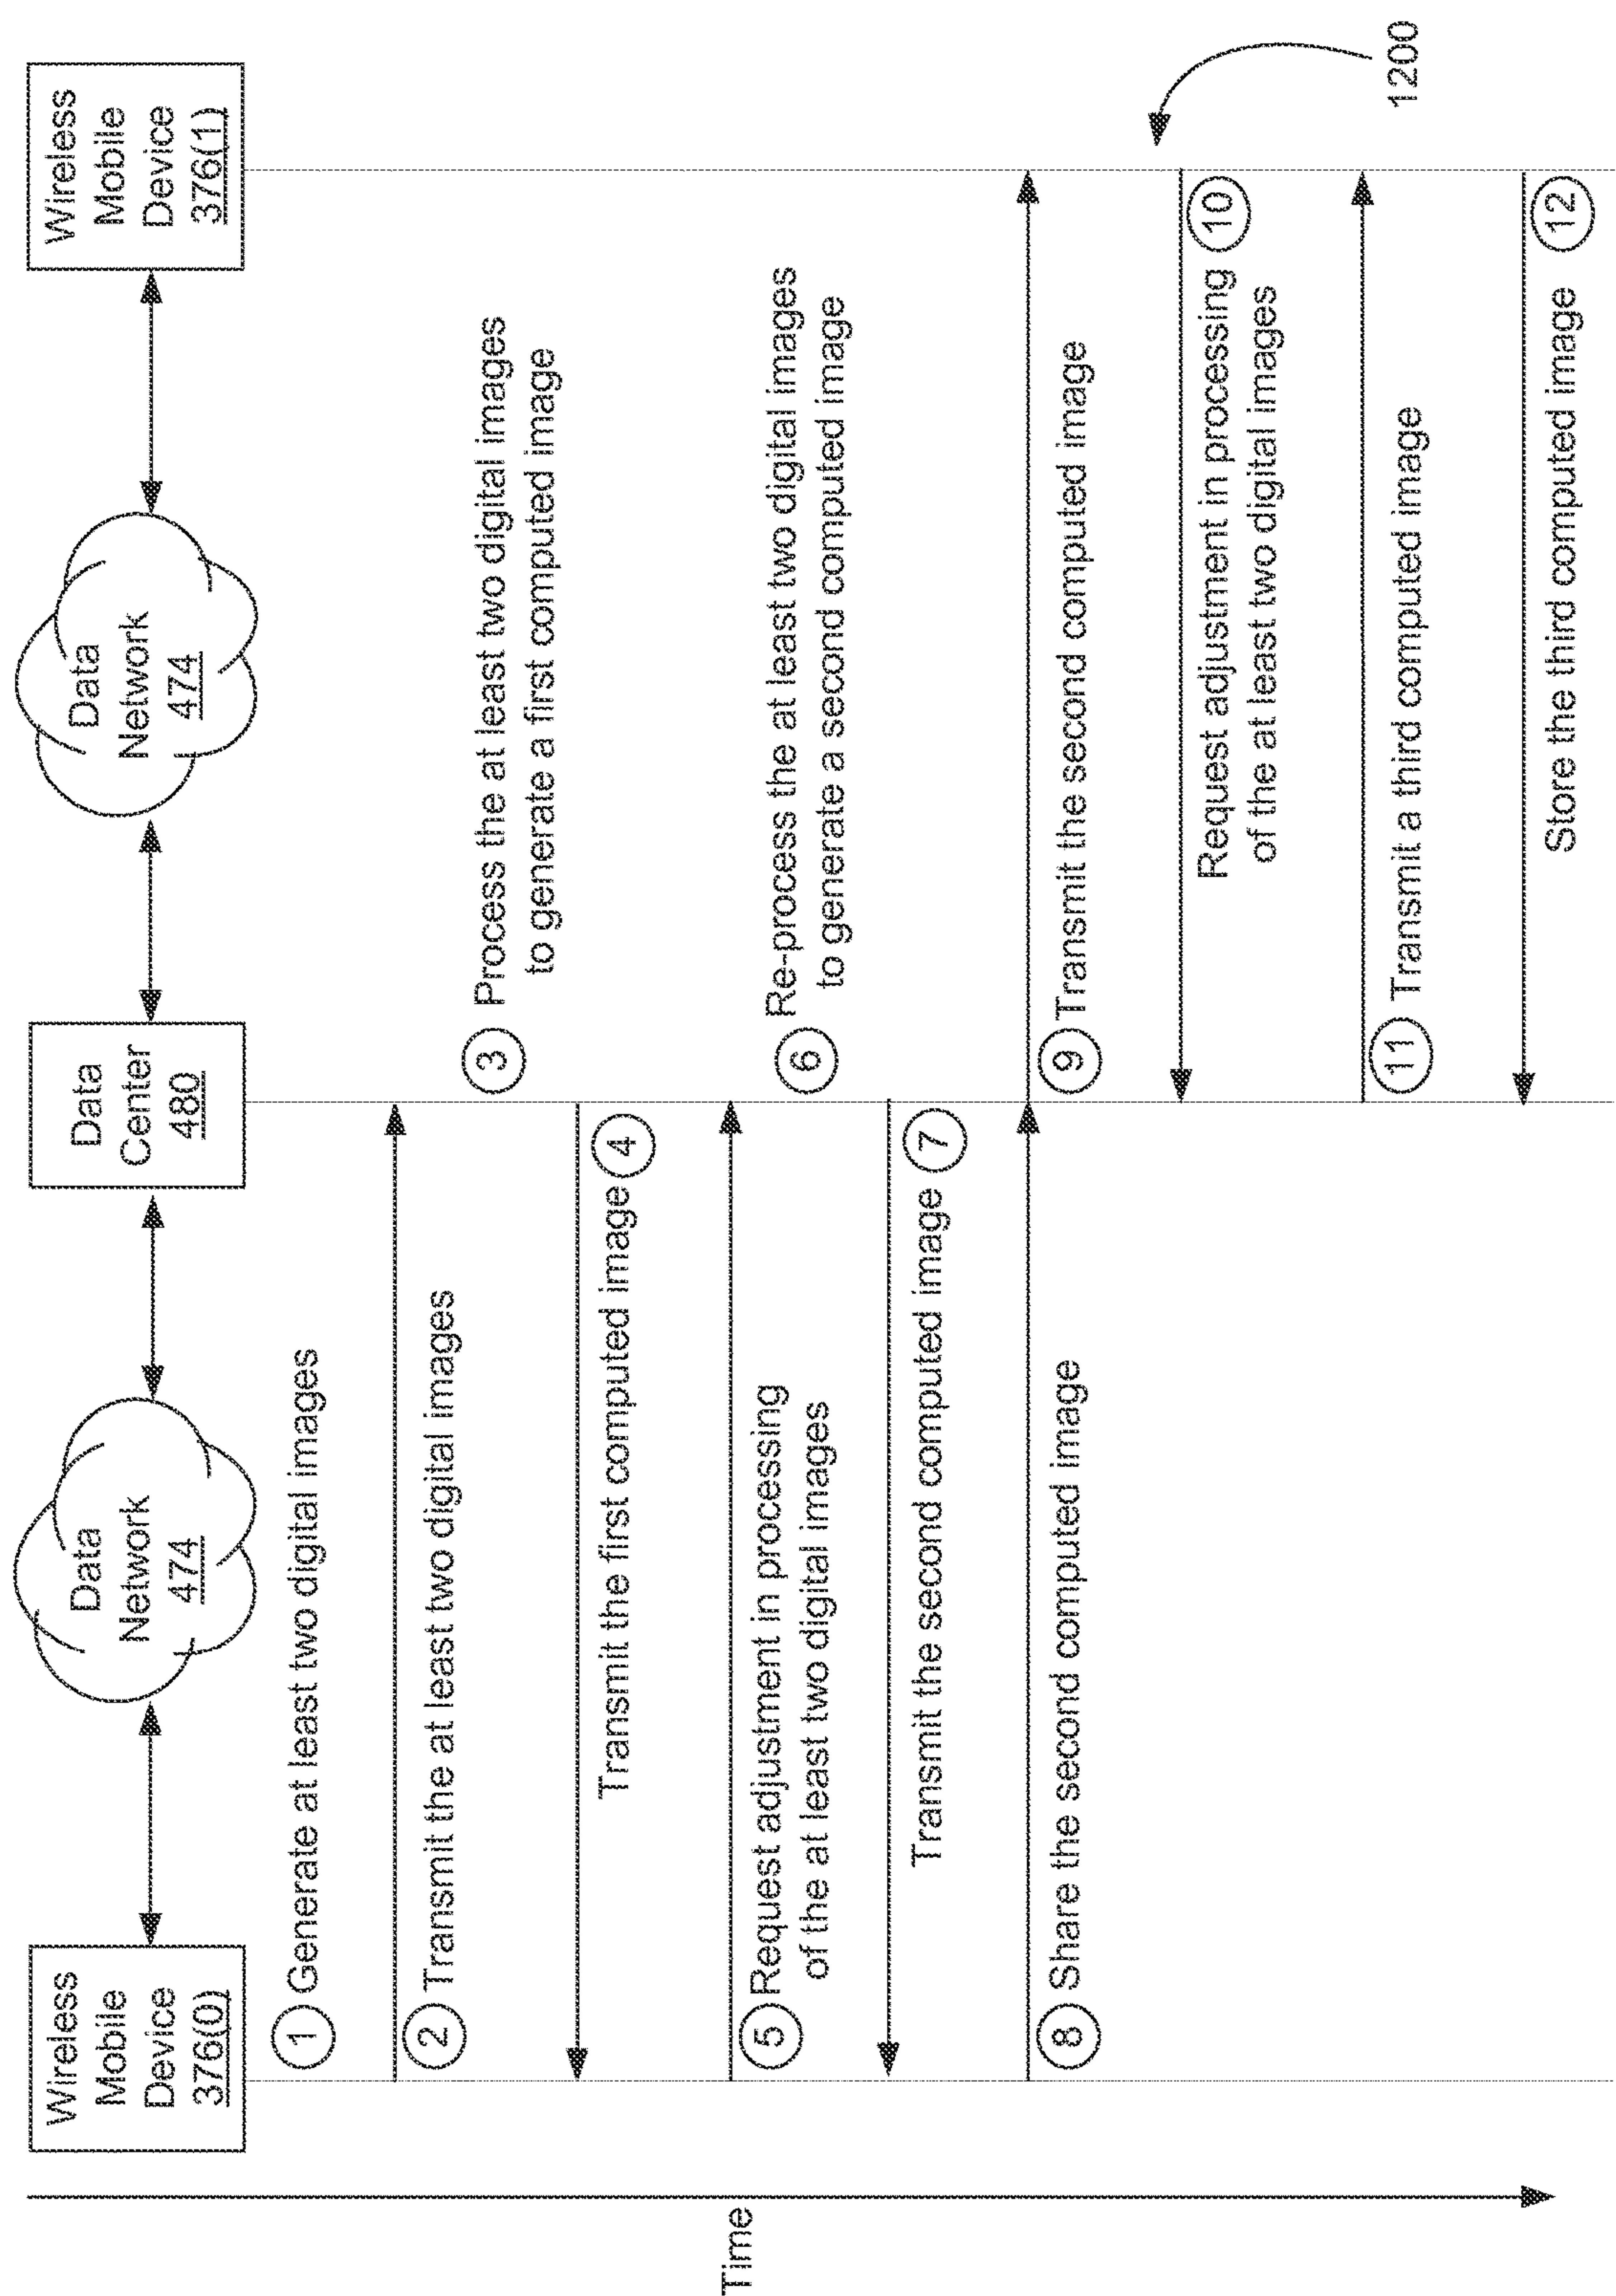 Time
Wireless
Mobile
Device
376(0)
Data
Network
474
Data
Center
480
Data
Network
474
Wireless
Mobile
Device
376(1)
1 Generate at least two digital images
2 Transmit the at least two digital images
3 Process the at least two digital images
to generate a first computed image
Transmit the first computed image 4
5 Request adjustment in processing
of the at least two digital images
6 Re-process the at least two digital images
to generate a second computed image
Transmit the second computed image 7
8 Share the second computed image
9 Transmit the second computed image
1200
Request adjustment in processing 10
of the at least two digital images
11 Transmit a third computed image
Store the third computed image 12